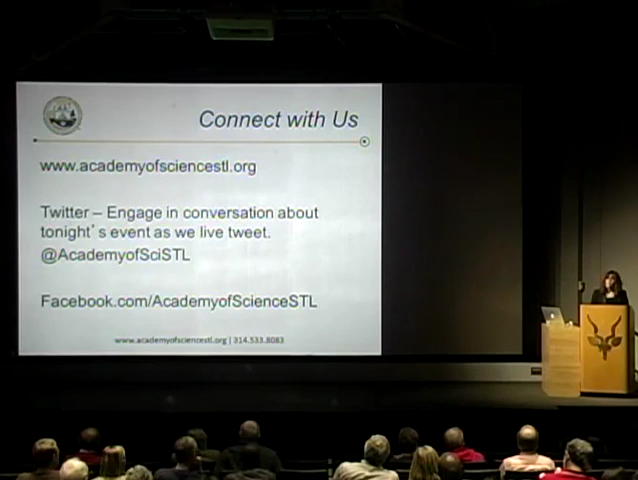 Connect with Us
www.academyofsciencestl.org
Twitter – Engage in conversation about
tonight's event as we live tweet.
@AcademyofSciSTL
Facebook.com/AcademyofScienceSTL
www.academyofsciencestl.org | 314.533.8083